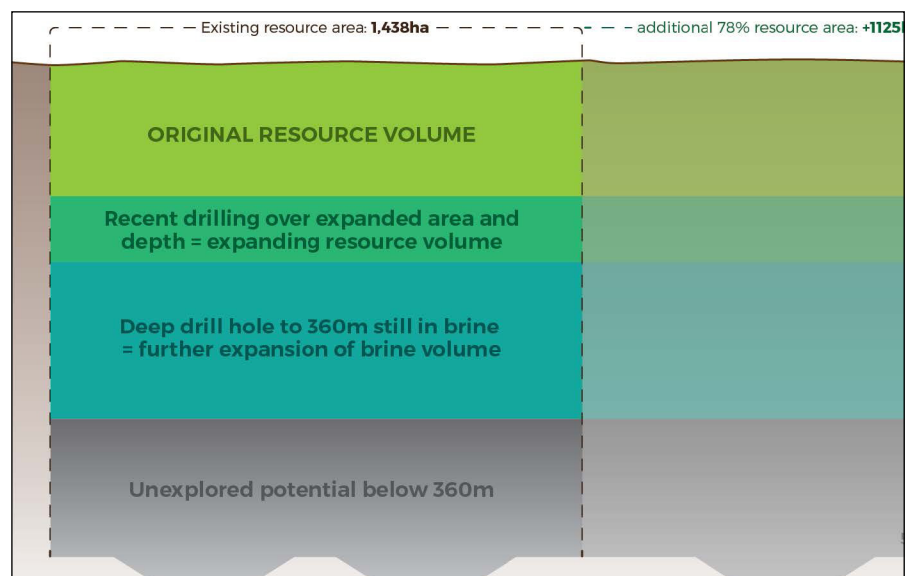 Existing resource area: 1,438ha
additional 78% resource area: +1125
ORIGINAL RESOURCE VOLUME
Recent drilling over expanded area and
depth = expanding resource volume
Deep drill hole to 360m still in brine
= further expansion of brine volume
Unexplored potential below 360m